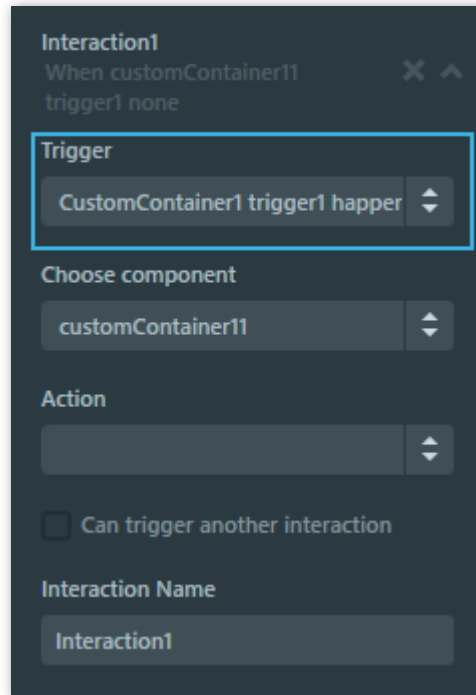 Interaction1
When customContainer11
trigger1 none
Trigger
CustomContainer1 trigger1 happer
Choose component
customContainer11
Action
Can trigger another interaction
Interaction Name
Interaction1